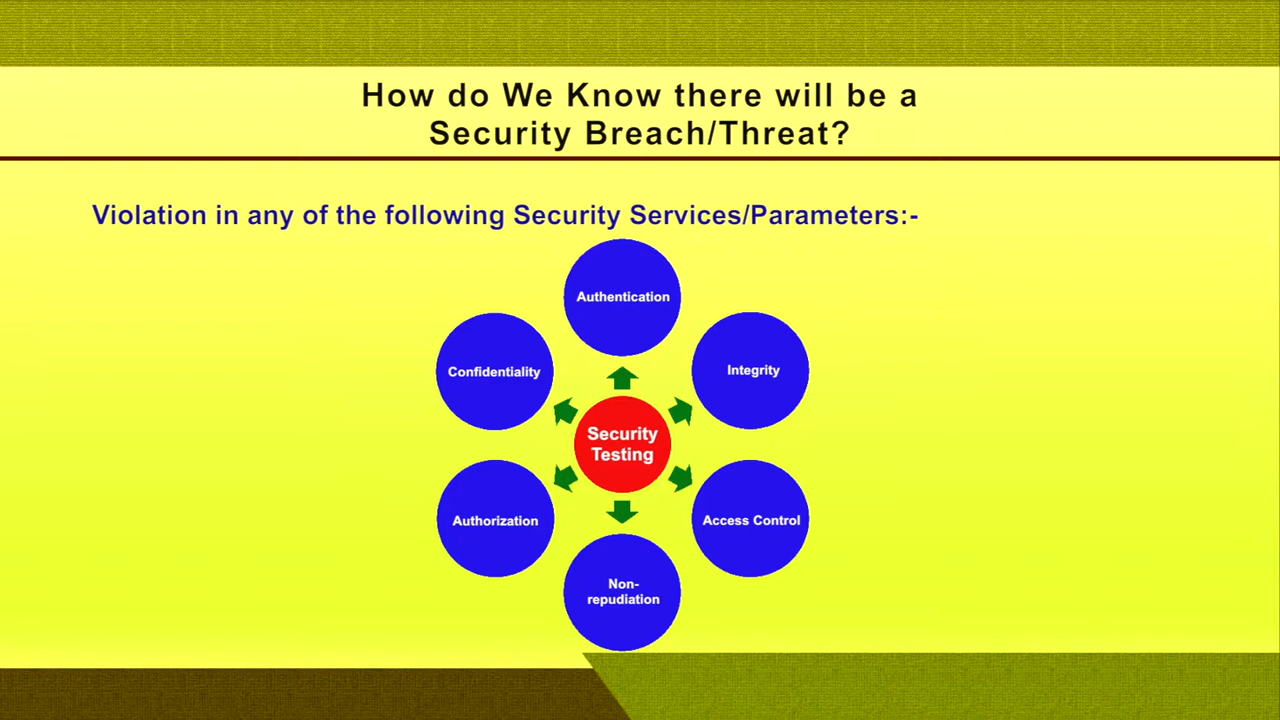 How do We Know there will be a
Security Breach/Threat?
Violation in any of the following Security Services/Parameters:-
Authentication
Confidentiality
Integrity
Security
Testing
Authorization
Access Control
Non-
repudiation